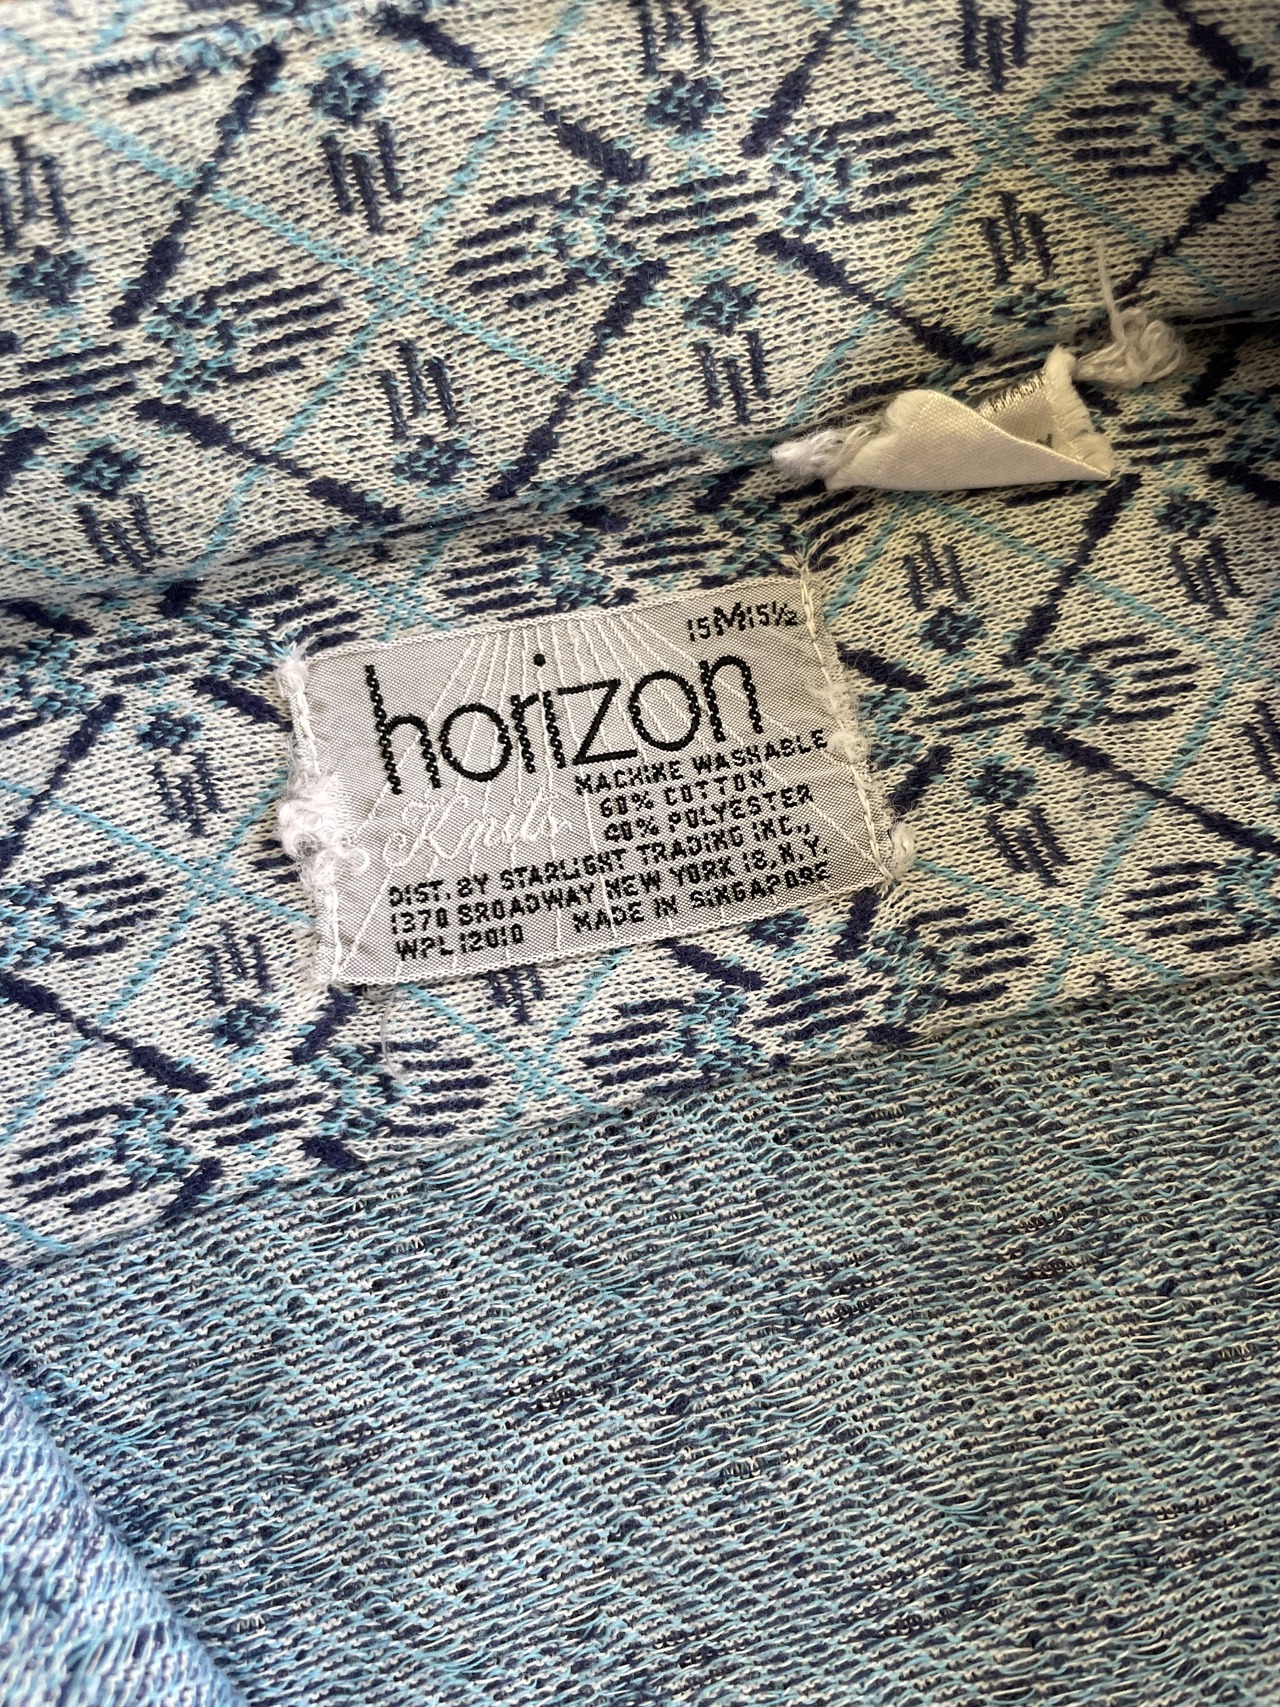 15 M 15½
horizon
Knits
MACHINE WASHABLE
60% COTTON
40% POLYESTER
DIST. BY STARLIGHT TRADING INC.,
1370 BROADWAY NEW YORK 18, N.Y.
WPL 12010 MADE IN SINGAPORE